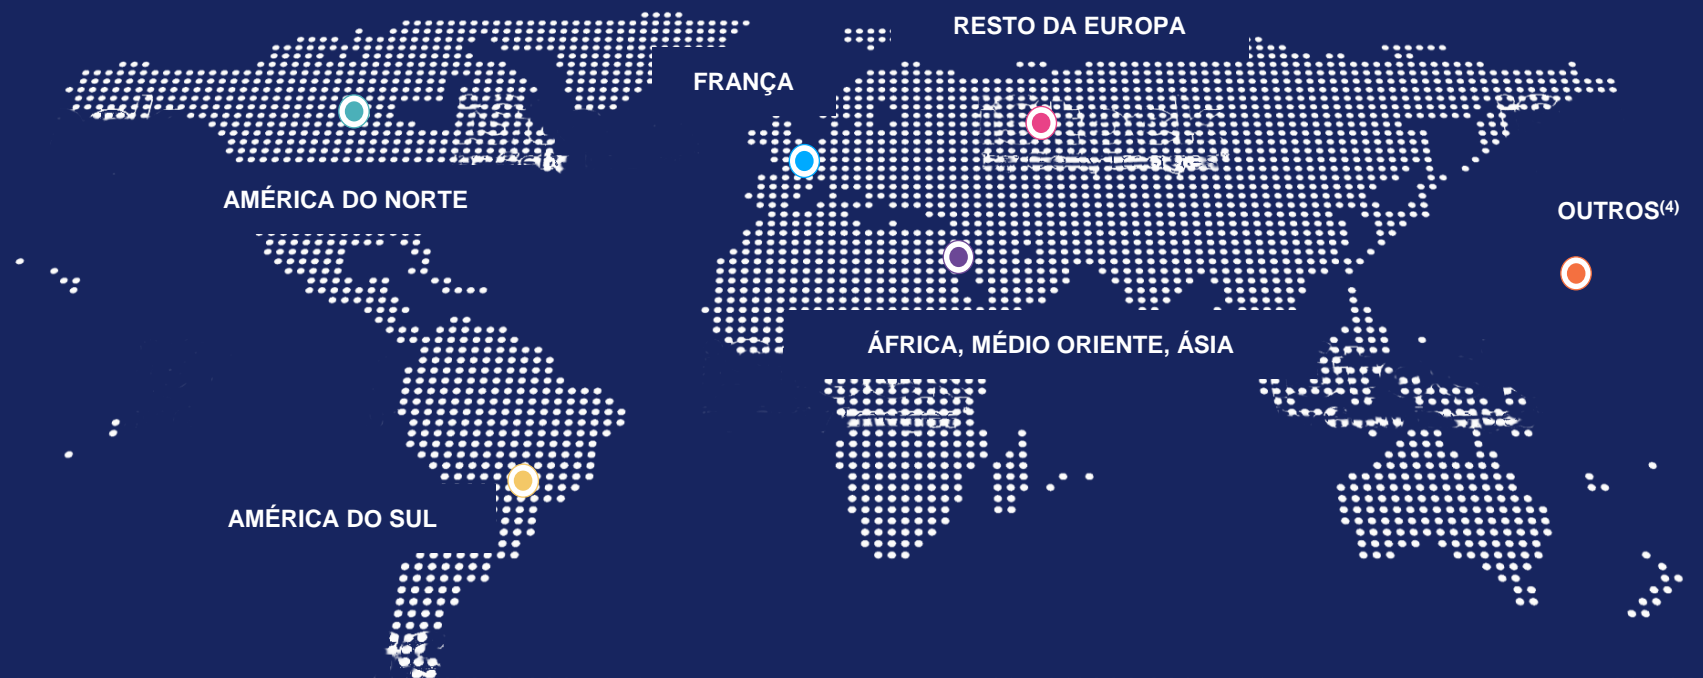 RESTO DA EUROPA
FRANÇA
AMÉRICA DO NORTE
OUTROS(4)
ÁFRICA, MÉDIO ORIENTE, ÁSIA
AMÉRICA DO SUL